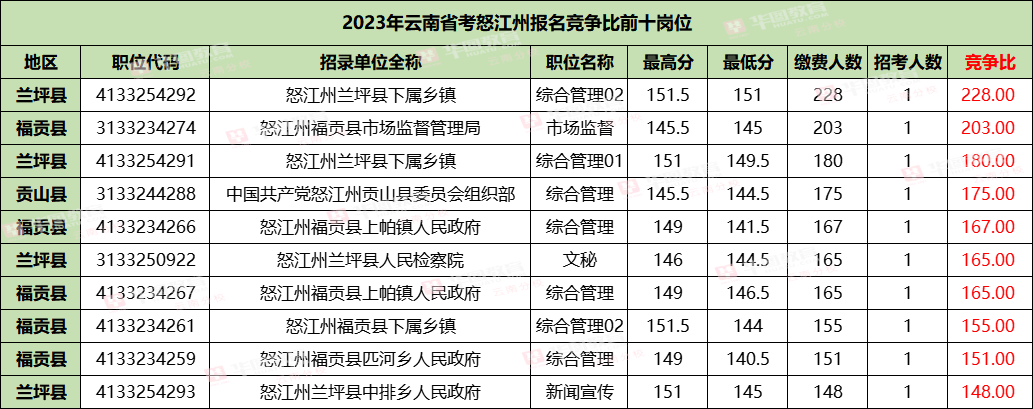 2023年云南省考怒江州报名竞争比前十岗位
地区 职位代码 招录单位全称 职位名称 最高分 最低分 缴费人数 招考人数 竞争比
兰坪县 4133254292 怒江州兰坪县下属乡镇 综合管理02 151.5 151 228 1 228.00
福贡县 3133234274 怒江州福贡县市场监督管理局 市场监督 145.5 145 203 1 203.00
兰坪县 4133254291 怒江州兰坪县下属乡镇 综合管理01 151 149.5 180 1 180.00
贡山县 3133244288 中国共产党怒江州贡山县委员会组织部 综合管理 145.5 144.5 175 1 175.00
福贡县 4133234266 怒江州福贡县上帕镇人民政府 综合管理 149 141.5 167 1 167.00
兰坪县 3133250922 怒江州兰坪县人民检察院 文秘 146 144.5 165 1 165.00
福贡县 4133234267 怒江州福贡县上帕镇人民政府 综合管理 149 146.5 165 1 165.00
福贡县 4133234261 怒江州福贡县下属乡镇 综合管理02 151.5 144 155 1 155.00
福贡县 4133234259 怒江州福贡县匹河乡人民政府 综合管理 149 140.5 151 1 151.00
兰坪县 4133254293 怒江州兰坪县中排乡人民政府 新闻宣传 151 145 148 1 148.00